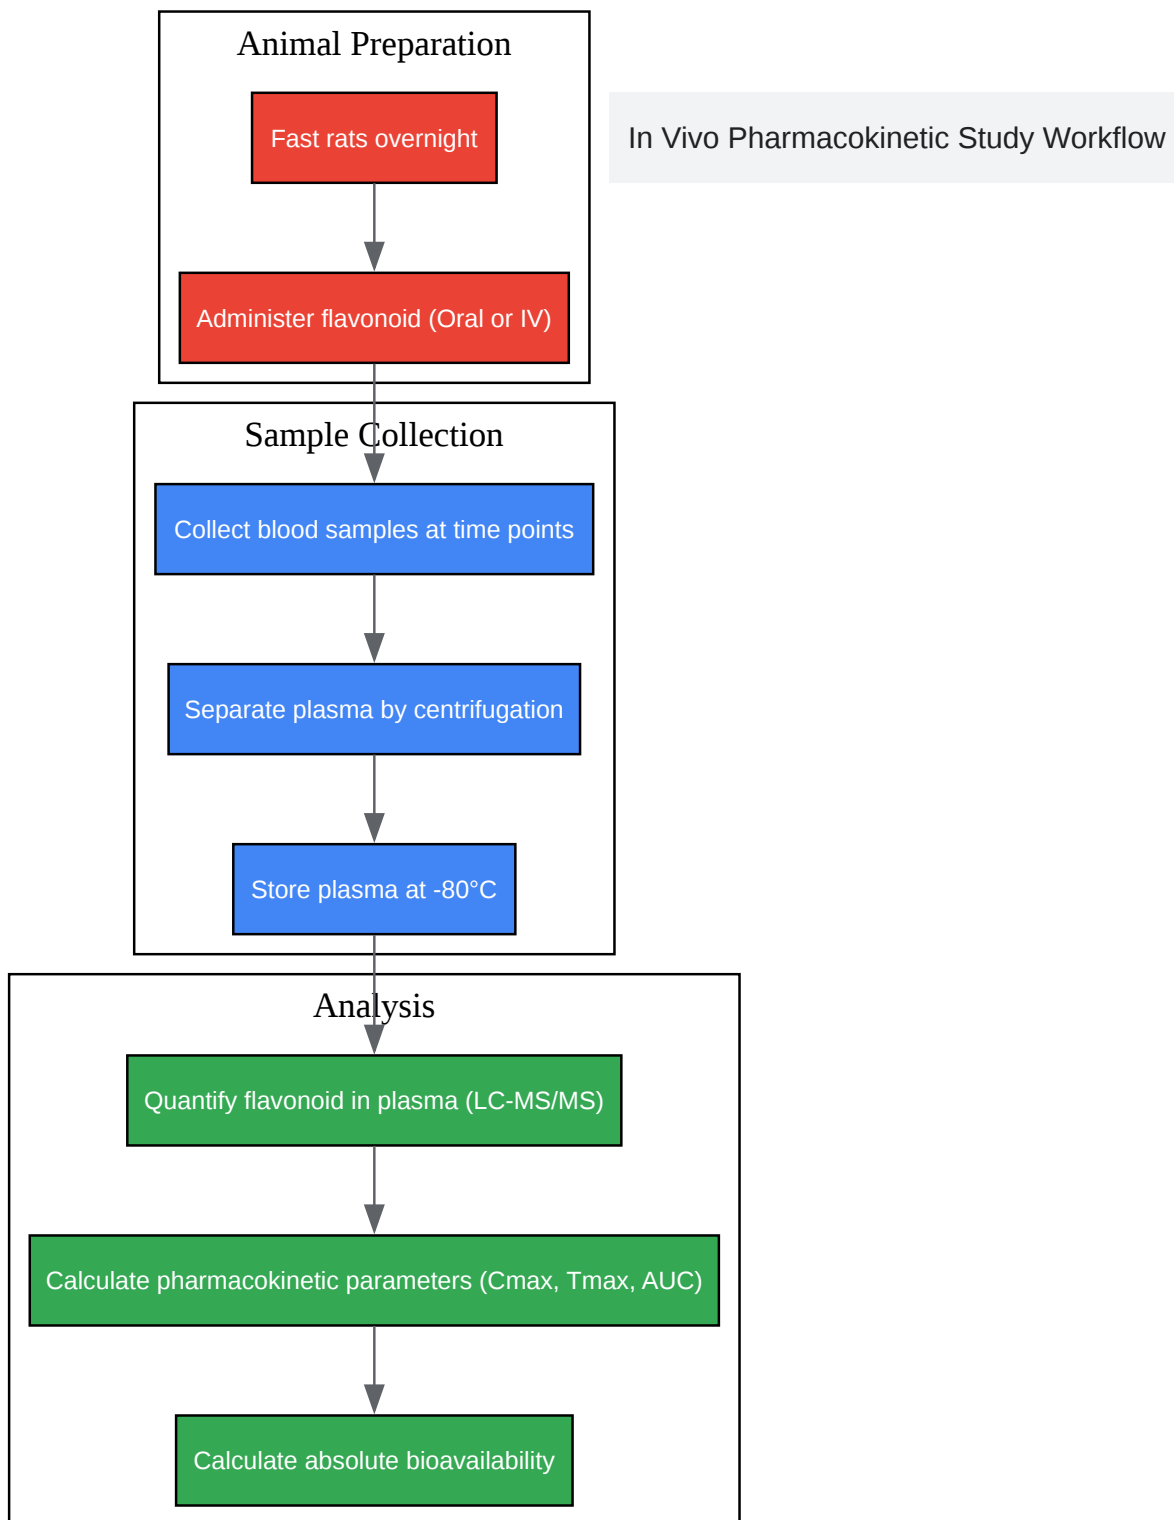 Animal Preparation
Fast rats overnight
In Vivo Pharmacokinetic Study Workflow
Administer flavonoid (Oral or IV)
Sample Collection
Collect blood samples at time points
Separate plasma by centrifugation
Store plasma at -80°C
Analysis
Quantify flavonoid in plasma (LC-MS/MS)
Calculate pharmacokinetic parameters (Cmax, Tmax, AUC)
Calculate absolute bioavailability